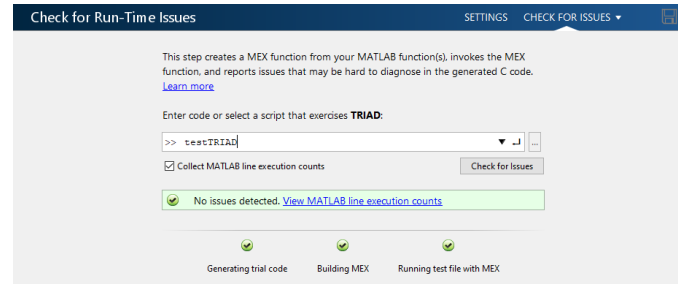 Check for Run-Time Issues
SETTINGS CHECK FOR ISSUES ▼
This step creates a MEX function from your MATLAB function(s), invokes the MEX
function, and reports issues that may be hard to diagnose in the generated C code.
Learn more
Enter code or select a script that exercises TRIAD:
>> testTRIAD
...
Collect MATLAB line execution counts
Check for Issues
No issues detected. View MATLAB line execution counts
Generating trial code
Building MEX
Running test file with MEX